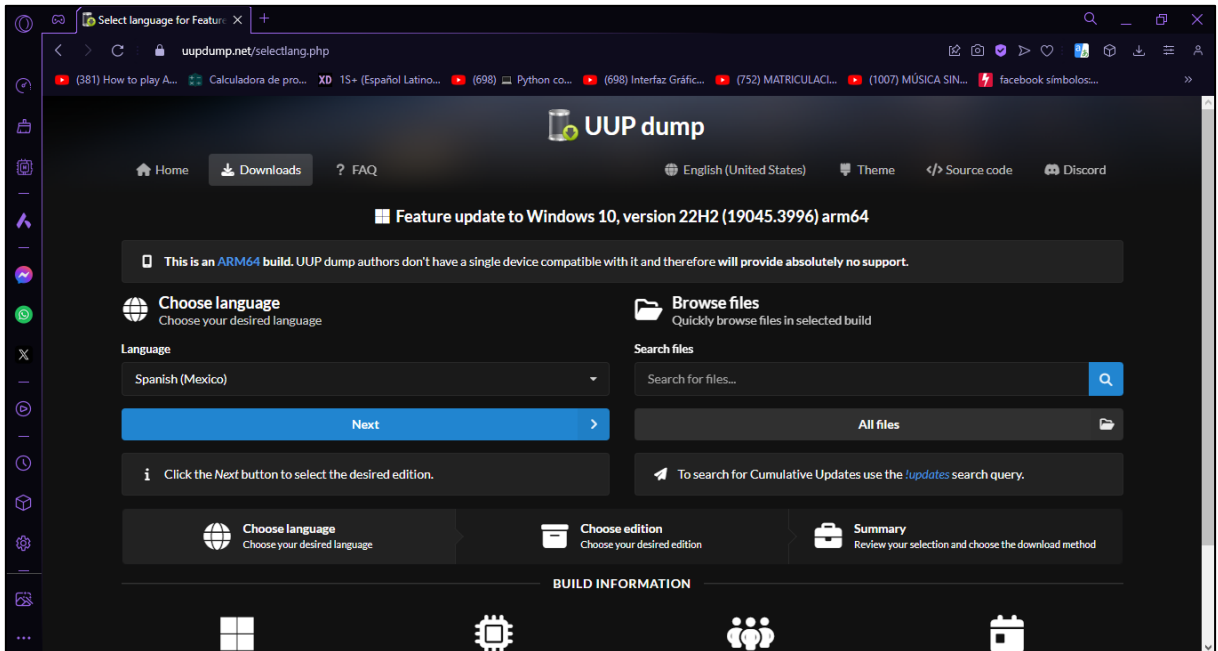 Select language for Feature
uupdump.net/selectlang.php
(381) How to play A...
Calculadora de pro...
XD 1S+ (Español Latino...
(698) 💻 Python co...
(698) Interfaz Gráfic...
(752) MATRICULACI...
(1007) MÚSICA SIN...
facebook símbolos:...
UUP dump
Home
Downloads
? FAQ
English (United States)
Theme
</> Source code
Discord
Feature update to Windows 10, version 22H2 (19045.3996) arm64
This is an ARM64 build. UUP dump authors don't have a single device compatible with it and therefore will provide absolutely no support.
Choose language
Choose your desired language
Language
Spanish (Mexico)
Next
Click the Next button to select the desired edition.
Browse files
Quickly browse files in selected build
Search files
Search for files...
All files
To search for Cumulative Updates use the !updates search query.
Choose language
Choose your desired language
Choose edition
Choose your desired edition
Summary
Review your selection and choose the download method
BUILD INFORMATION